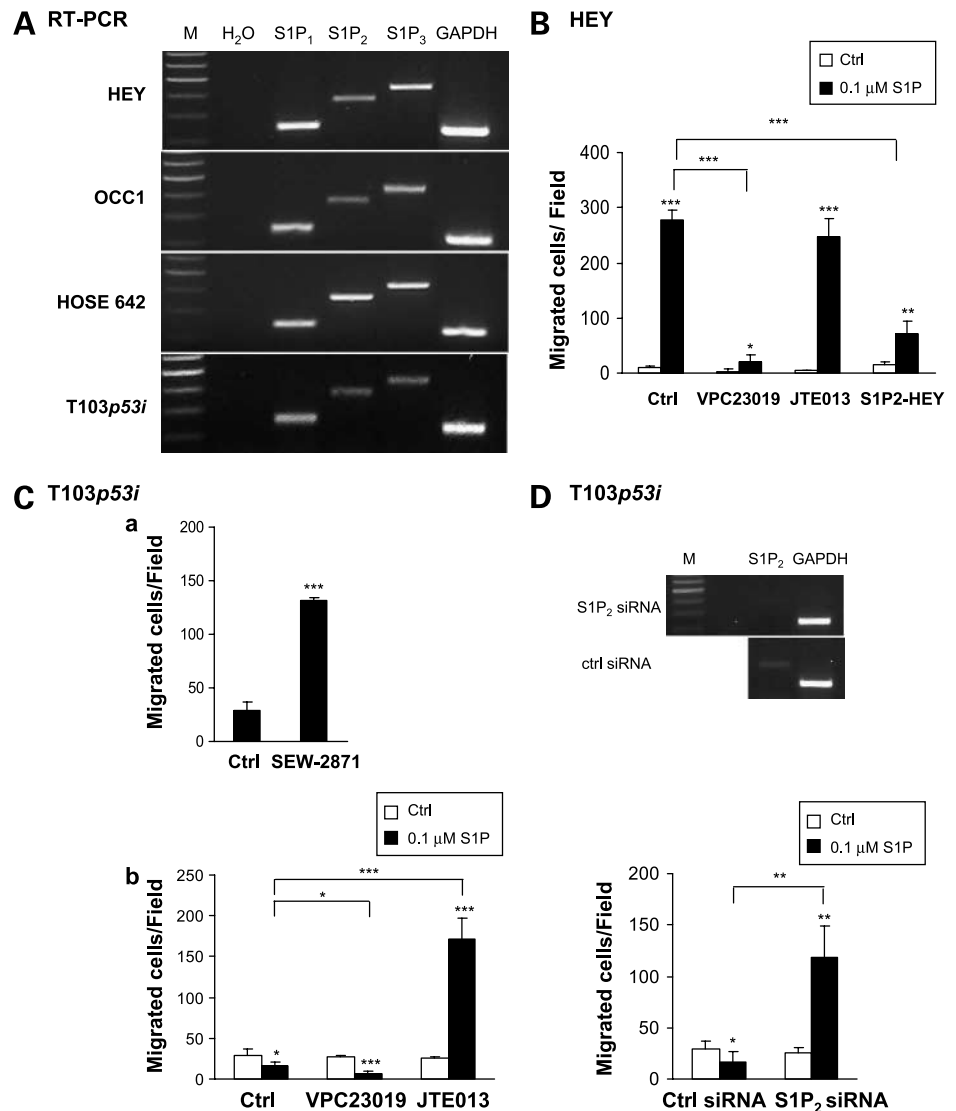 A RT-PCR
M H₂O S1P₁ S1P₂ S1P₃ GAPDH
HEY
OCC1
HOSE 642
T103p53i
B HEY
Ctrl
0.1 µM S1P
***
***
400
300
200
100
0
Migrated cells/ Field
***
*
***
**
Ctrl VPC23019 JTE013 S1P2-HEY
C T103p53i
a
200
150
100
50
0
Migrated cells/Field
***
Ctrl SEW-2871
Ctrl
0.1 µM S1P
b
***
*
250
200
150
100
50
0
Migrated cells/Field
*
***
***
Ctrl VPC23019 JTE013
D T103p53i
M S1P₂ GAPDH
S1P₂ siRNA
ctrl siRNA
Ctrl
0.1 µM S1P
**
200
150
100
50
0
Migrated cells/Field
*
**
Ctrl siRNA S1P₂ siRNA